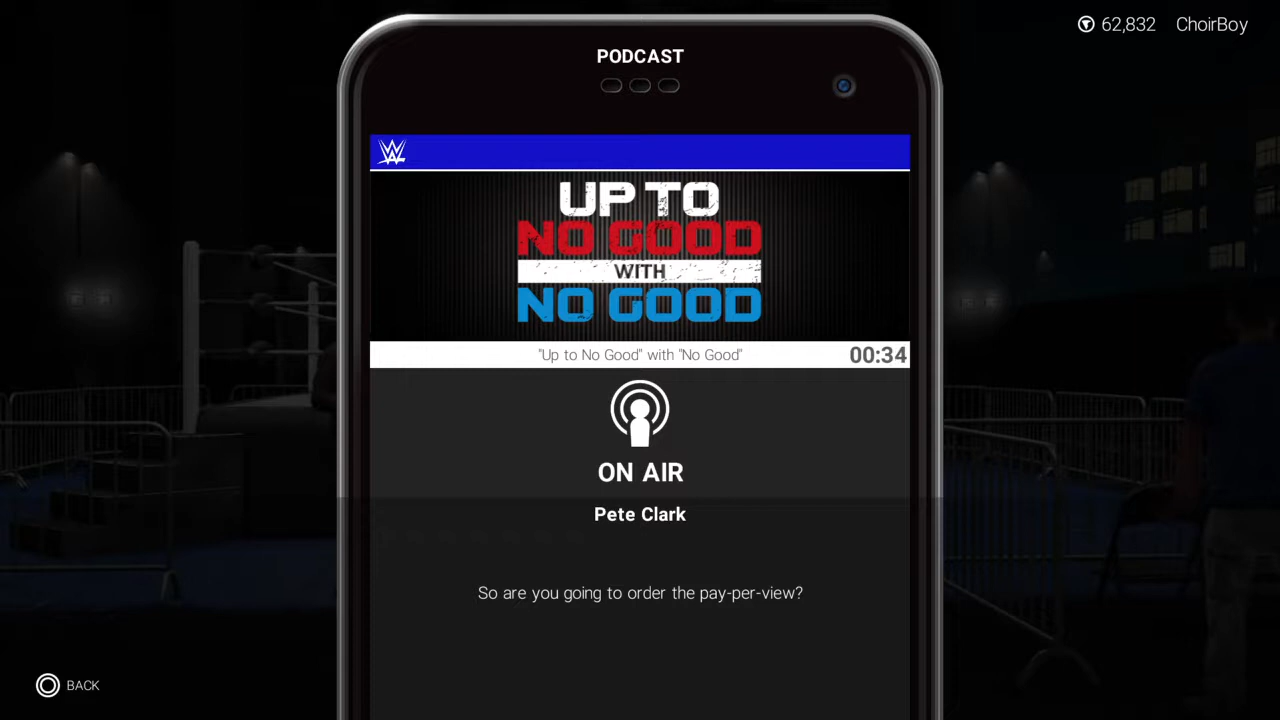 62,832 ChoirBoy
PODCAST
W
UP TO
NO GOOD
WITH
NO GOOD
"Up to No Good" with "No Good" 00:34
ON AIR
Pete Clark
So are you going to order the pay-per-view?
BACK